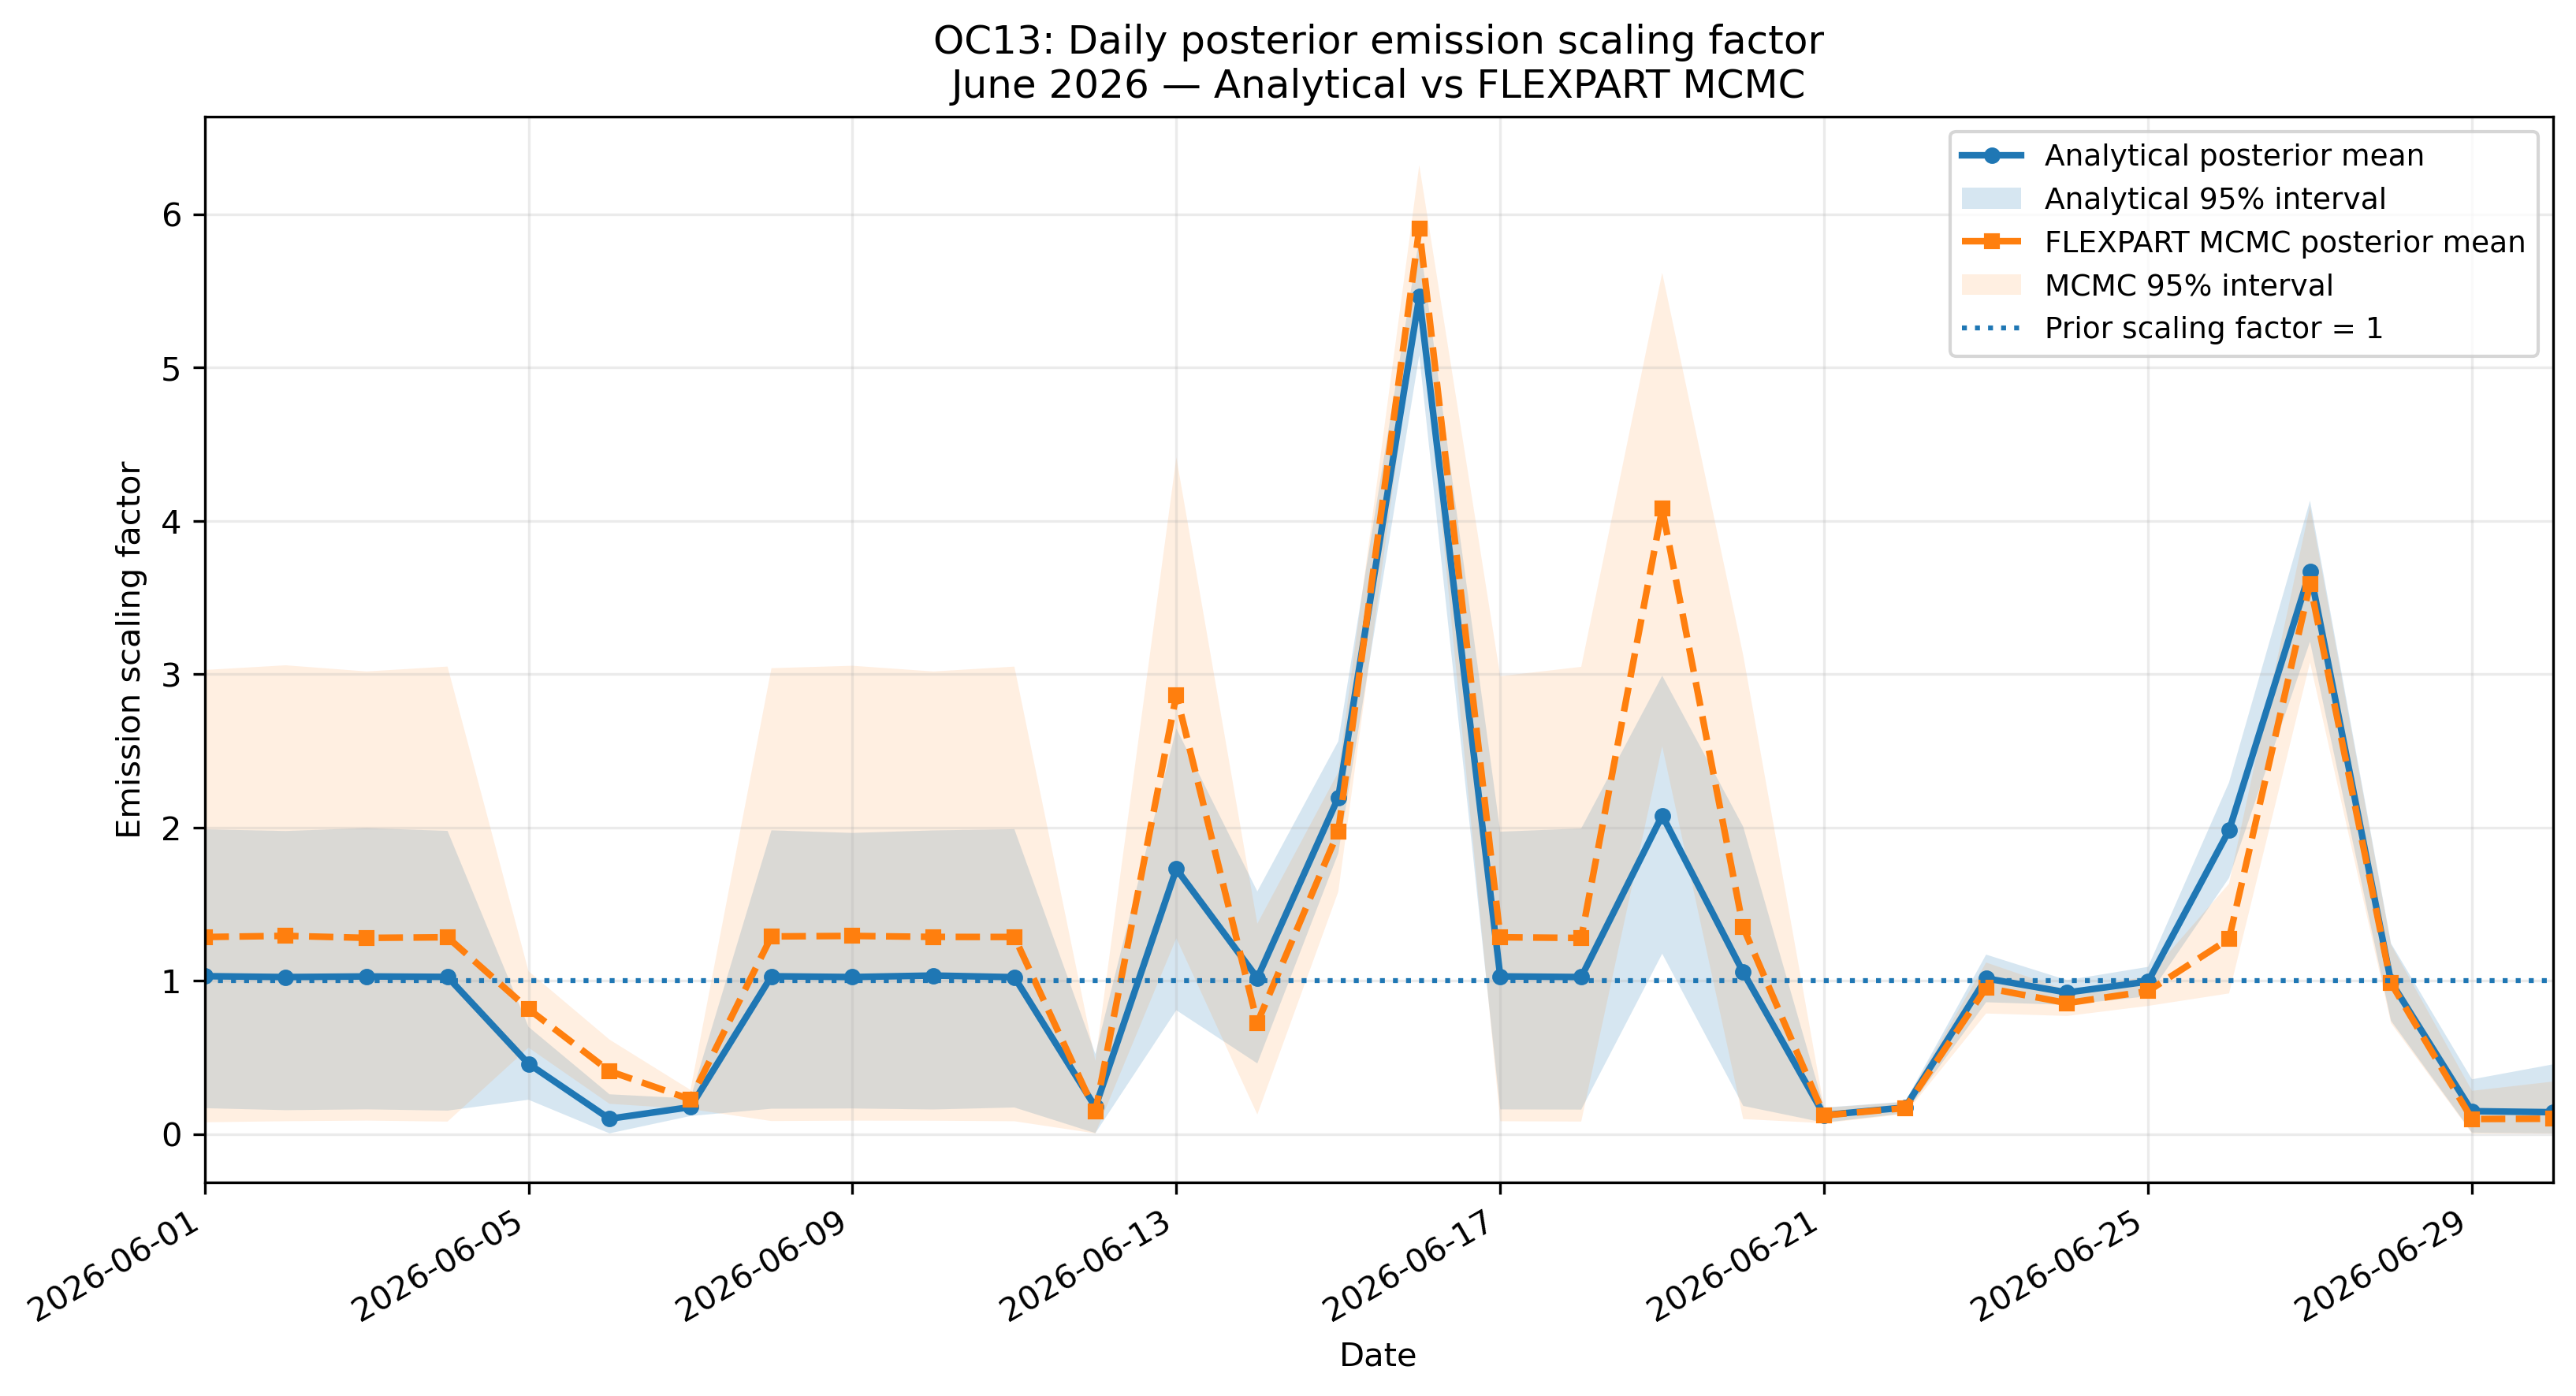 OC13: Daily posterior emission scaling factor
June 2026 — Analytical vs FLEXPART MCMC
Analytical posterior mean
Analytical 95% interval
FLEXPART MCMC posterior mean
MCMC 95% interval
Prior scaling factor = 1
Emission scaling factor
6
5
4
3
2
1
0
2026-06-01
2026-06-05
2026-06-09
2026-06-13
2026-06-17
2026-06-21
2026-06-25
2026-06-29
Date